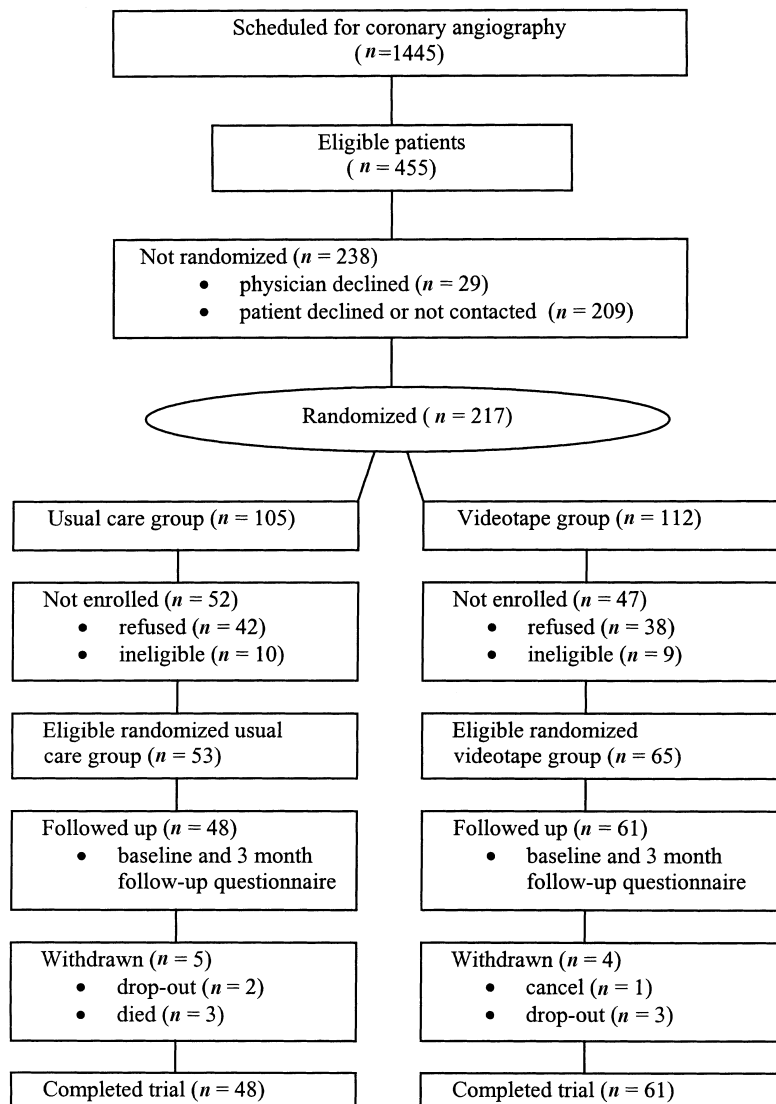 Scheduled for coronary angiography
(n=1445)
Eligible patients
( n = 455)
Not randomized (n = 238)
• physician declined (n = 29)
• patient declined or not contacted (n = 209)
Randomized ( n = 217)
Usual care group (n = 105)
Not enrolled (n = 52)
• refused (n = 42)
• ineligible (n = 10)
Eligible randomized usual
care group (n = 53)
Followed up (n = 48)
• baseline and 3 month
follow-up questionnaire
Withdrawn (n = 5)
• drop-out (n = 2)
• died (n = 3)
Completed trial (n = 48)
Videotape group (n = 112)
Not enrolled (n = 47)
• refused (n = 38)
• ineligible (n = 9)
Eligible randomized
videotape group (n = 65)
Followed up (n = 61)
• baseline and 3 month
follow-up questionnaire
Withdrawn (n = 4)
• cancel (n = 1)
• drop-out (n = 3)
Completed trial (n = 61)